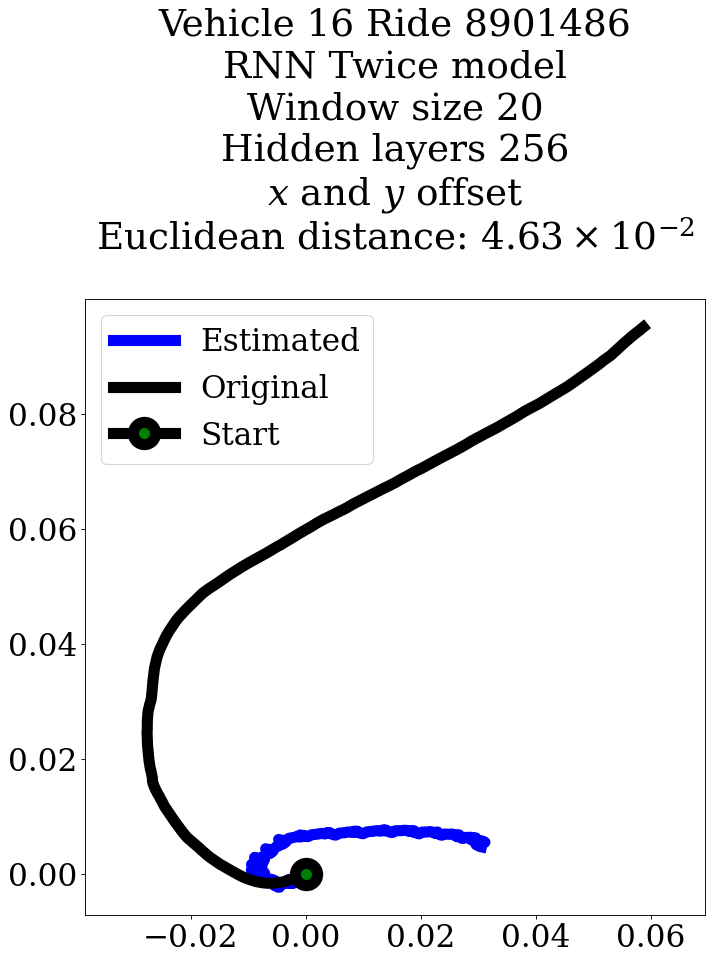 Vehicle 16 Ride 8901486
RNN Twice model
Window size 20
Hidden layers 256
x and y offset
Euclidean distance: 4.63 × 10⁻²
Estimated
Original
Start
0.08
0.06
0.04
0.02
0.00
−0.02 0.00 0.02 0.04 0.06